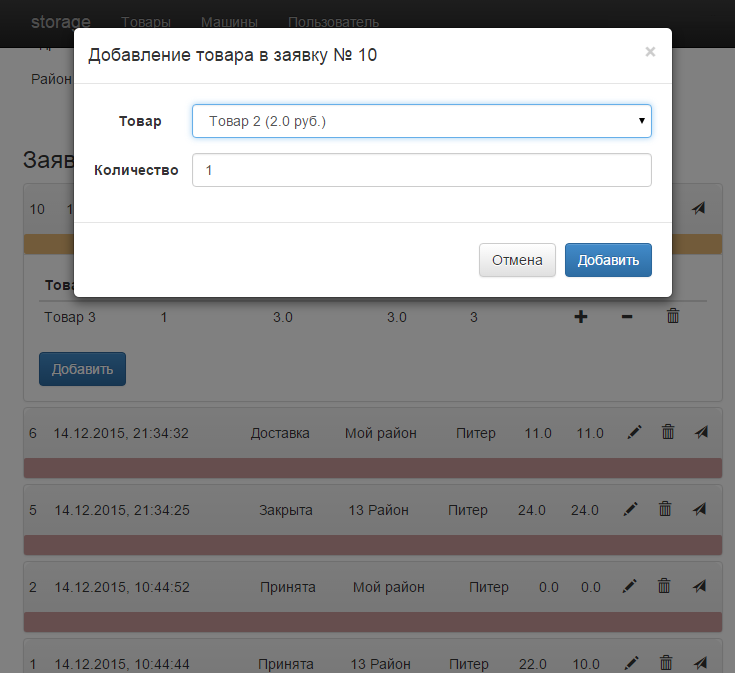 storage Товары Машины Пользователь
Добавление товара в заявку № 10 ×
Район
Товар Товар 2 (2.0 руб.)
Количество 1
Заяв
10 1
Отмена Добавить
Това
Товар 3 1 3.0 3.0 3
Добавить
6 14.12.2015, 21:34:32 Доставка Мой район Питер 11.0 11.0
5 14.12.2015, 21:34:25 Закрыта 13 Район Питер 24.0 24.0
2 14.12.2015, 10:44:52 Принята Мой район Питер 0.0 0.0
1 14.12.2015, 10:44:44 Принята 13 Район Питер 22.0 10.0